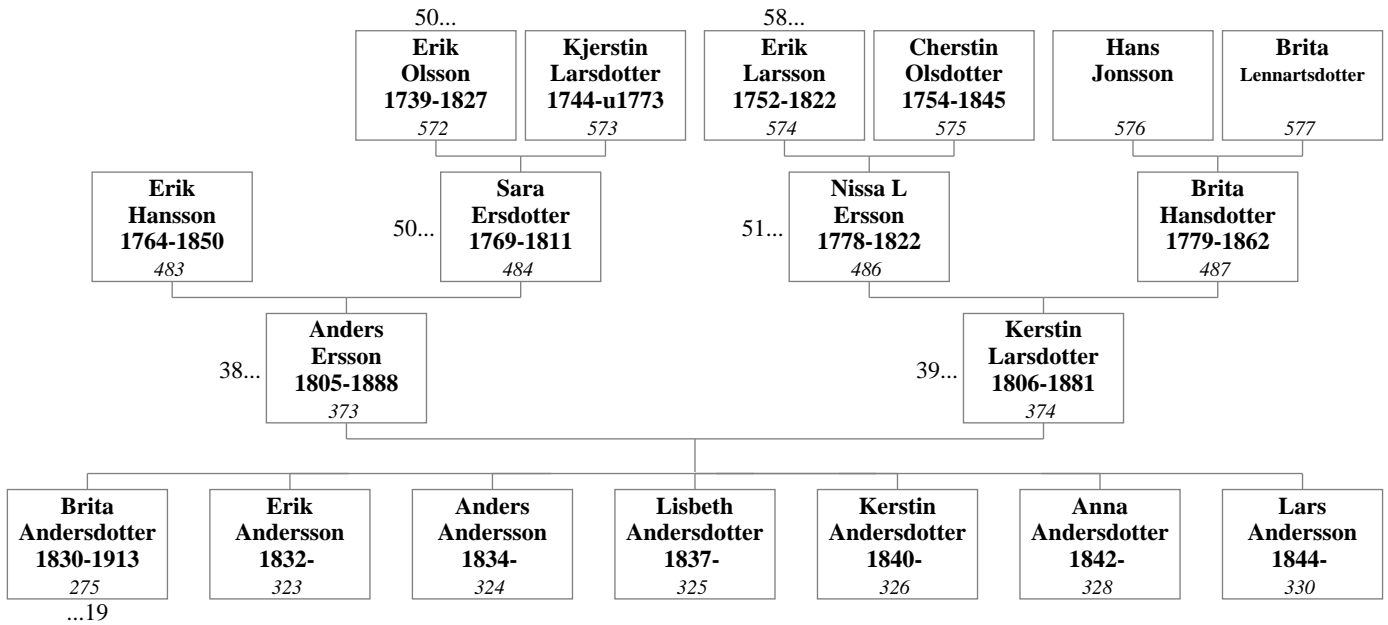 50...
58...
Erik
Olsson
1739-1827
572
Kjerstin
Larsdotter
1744-u1773
573
Erik
Larsson
1752-1822
574
Cherstin
Olsdotter
1754-1845
575
Hans
Jonsson
576
Brita
Lennartsdotter
577
Erik
Hansson
1764-1850
483
50...
Sara
Ersdotter
1769-1811
484
51...
Nissa L
Ersson
1778-1822
486
Brita
Hansdotter
1779-1862
487
38...
Anders
Ersson
1805-1888
373
39...
Kerstin
Larsdotter
1806-1881
374
Brita
Andersdotter
1830-1913
275
...19
Erik
Andersson
1832-
323
Anders
Andersson
1834-
324
Lisbeth
Andersdotter
1837-
325
Kerstin
Andersdotter
1840-
326
Anna
Andersdotter
1842-
328
Lars
Andersson
1844-
330